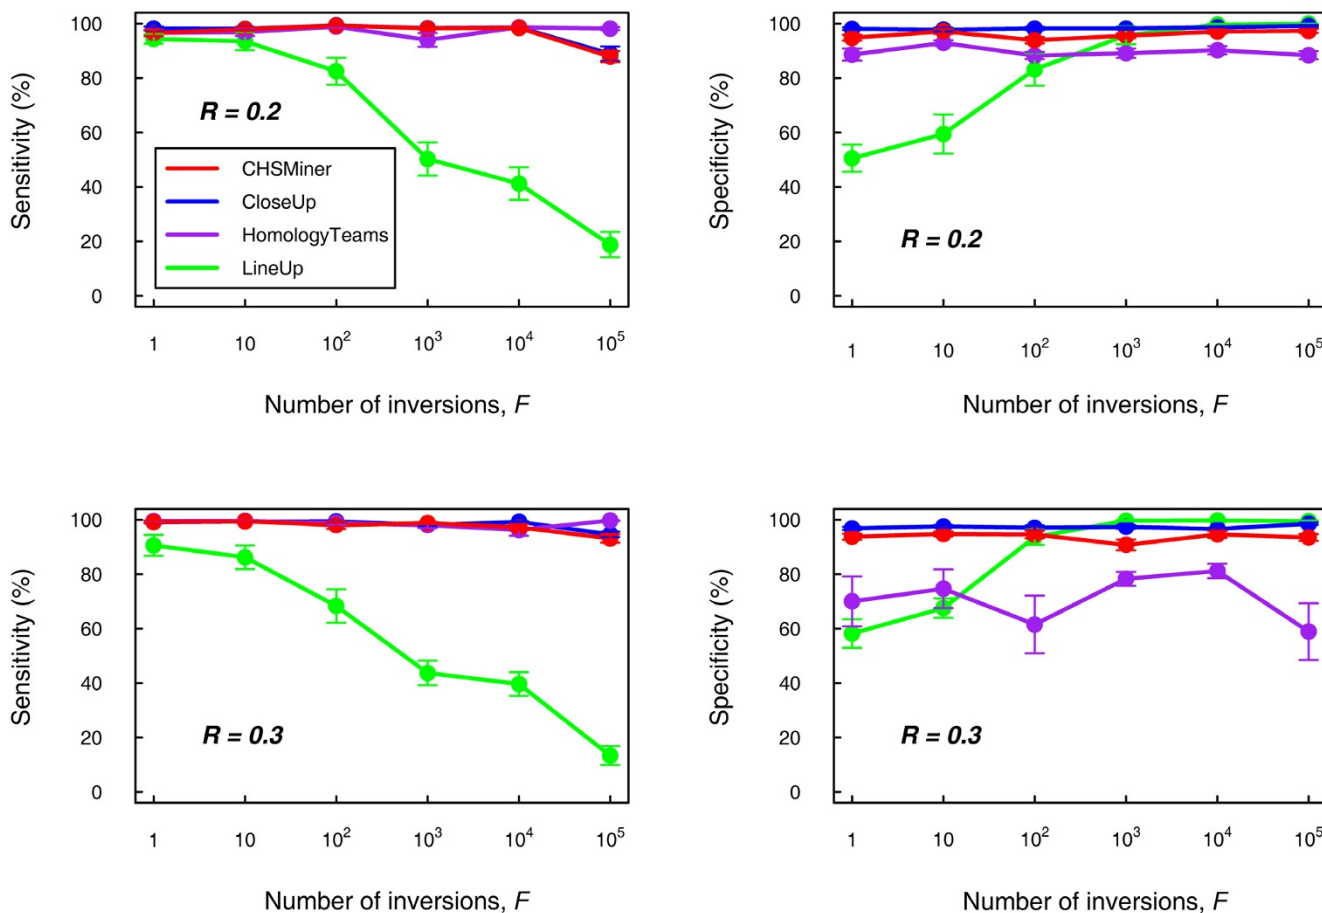 Sensitivity (%)
100
80
60
40
20
0
R = 0.2
CHSMiner
CloseUp
HomologyTeams
LineUp
1 10 10² 10³ 10⁴ 10⁵
Number of inversions, F
Specificity (%)
100
80
60
40
20
0
R = 0.2
1 10 10² 10³ 10⁴ 10⁵
Number of inversions, F
Sensitivity (%)
100
80
60
40
20
0
R = 0.3
1 10 10² 10³ 10⁴ 10⁵
Number of inversions, F
Specificity (%)
100
80
60
40
20
0
R = 0.3
1 10 10² 10³ 10⁴ 10⁵
Number of inversions, F